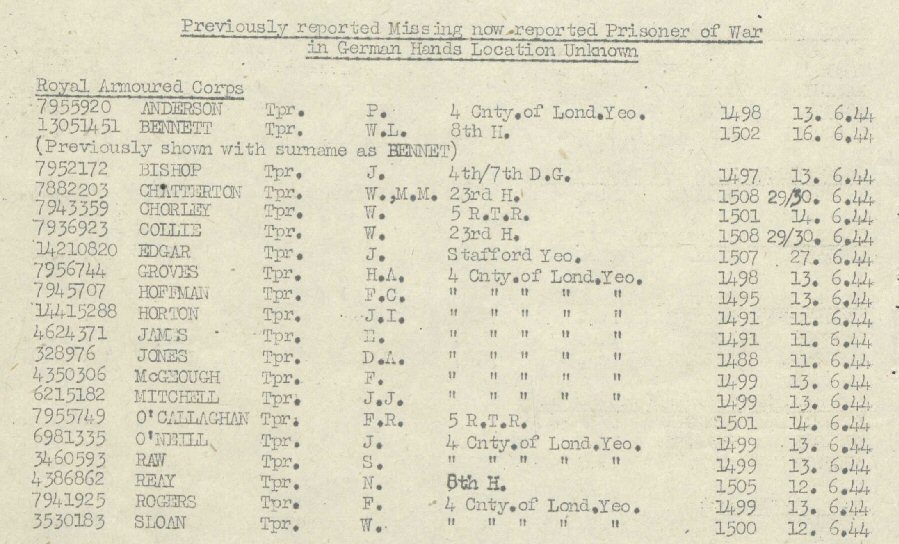 Previously reported Missing now reported Prisoner of War
in German Hands Location Unknown
Royal Armoured Corps
7955920 ANDERSON Tpr. P. 4 Cnty.of Lond.Yeo. 1498 13. 6.44
13051451 BENNETT Tpr. W.L. 8th H. 1502 16. 6.44
(Previously shown with surname as BENNET)
7952172 BISHOP Tpr. J. 4th/7th D.G. 1497 13. 6.44
7882203 CHATTERTON Tpr. W.,M.M. 23rd H. 1508 29/30. 6.44
7943359 CHORLEY Tpr. W. 5 R.T.R. 1501 14. 6.44
7936923 COLLIE Tpr. W. 23rd H. 1508 29/30. 6.44
14210820 EDGAR Tpr. J. Stafford Yeo. 1507 27. 6.44
7956744 GROVES Tpr. H.A. 4 Cnty.of Lond.Yeo. 1498 13. 6.44
7945707 HOFFMAN Tpr. F.C. " " " " " 1495 13. 6.44
14415288 HORTON Tpr. J.I. " " " " " 1491 11. 6.44
4624371 JAMES Tpr. E. " " " " " 1491 11. 6.44
328976 JONES Tpr. D.A. " " " " " 1488 11. 6.44
4350306 McGEOUGH Tpr. F. " " " " " 1499 13. 6.44
6215182 MITCHELL Tpr. J.J. " " " " " 1499 13. 6.44
7955749 O'CALLAGHAN Tpr. F.R. 5 R.T.R. 1501 14. 6.44
6981335 O'NEILL Tpr. J. 4 Cnty.of Lond.Yeo. 1499 13. 6.44
3460593 RAW Tpr. S. " " " " " 1499 13. 6.44
4386862 REAY Tpr. N. 8th H. 1505 12. 6.44
7941925 ROGERS Tpr. F. 4 Cnty.of Lond.Yeo. 1499 13. 6.44
3530183 SLOAN Tpr. W. " " " " " 1500 12. 6.44